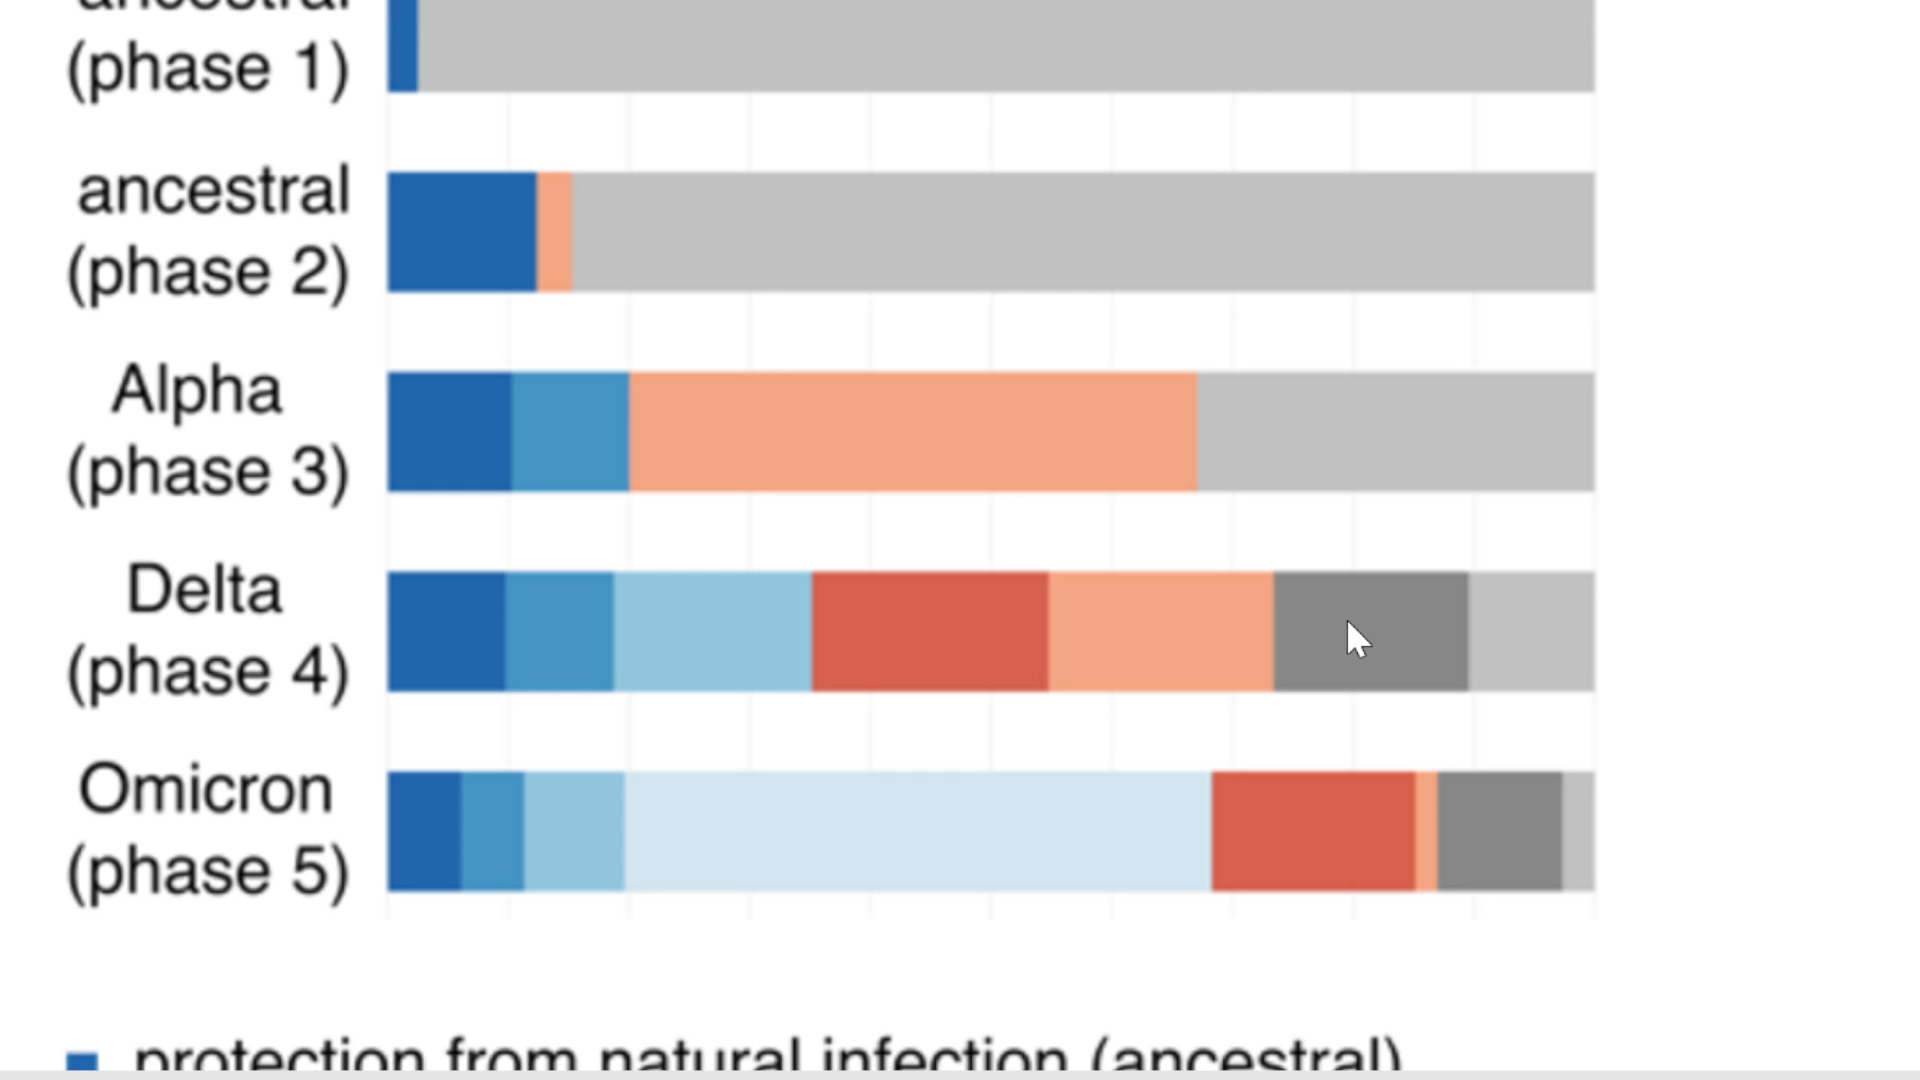 ancestral
(phase 1)
ancestral
(phase 2)
Alpha
(phase 3)
Delta
(phase 4)
Omicron
(phase 5)
protection from natural infection (ancestral)